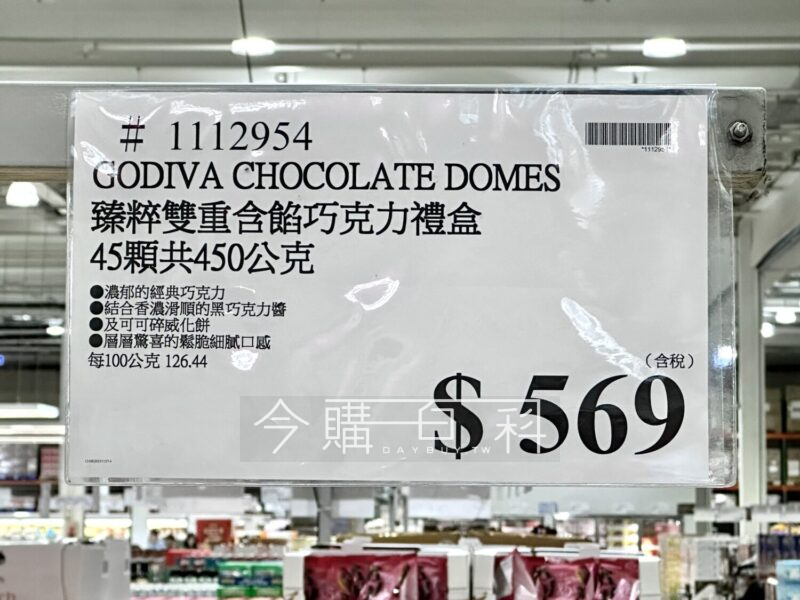 # 1112954
GODIVA CHOCOLATE DOMES
臻粹雙重含餡巧克力禮盒
45顆共450公克
●濃郁的經典巧克力
●結合香濃滑順的黑巧克力醬
●及可可碎威化餅
●層層驚喜的鬆脆細膩口感
每100公克 126.44
(含稅)
$ 569
今購百科
DAYBUY.TW